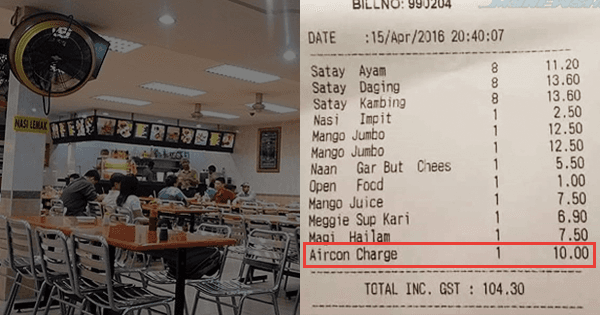 NASI LEMAK
BILLNO: 990204
DATE :15/Apr/2016 20:40:07
Satay Ayam 8 11.20
Satay Daging 8 13.60
Satay Kambing 8 13.60
Nasi Impit 1 2.50
Mango Jumbo 1 12.50
Mango Jumbo 1 12.50
Naan Gar But Chees 1 5.50
Open Food 1 1.00
Mango Juice 1 7.50
Meggie Sup Kari 1 6.90
Magi Hailam 1 7.50
Aircon Charge 1 10.00
TOTAL INC. GST : 104.30